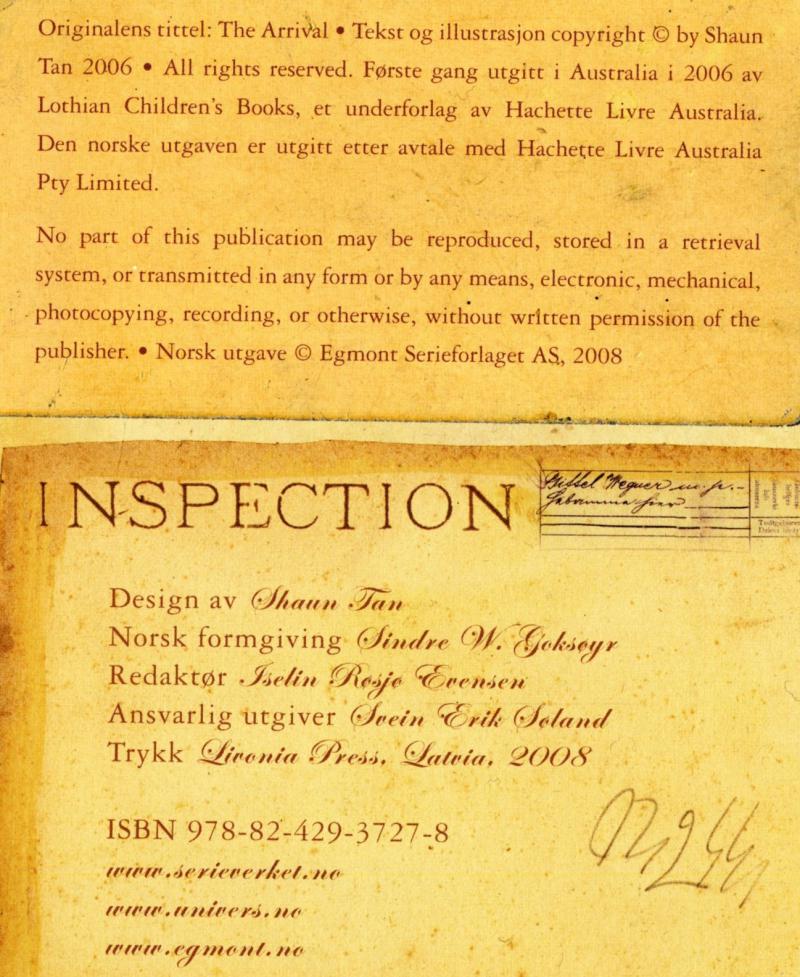 Originalens tittel: The Arrival • Tekst og illustrasjon copyright © by Shaun
Tan 2006 • All rights reserved. Første gang utgitt i Australia i 2006 av
Lothian Children's Books, et underforlag av Hachette Livre Australia.
Den norske utgaven er utgitt etter avtale med Hachette Livre Australia
Pty Limited.
No part of this publication may be reproduced, stored in a retrieval
system, or transmitted in any form or by any means, electronic, mechanical,
photocopying, recording, or otherwise, without written permission of the
publisher. • Norsk utgave © Egmont Serieforlaget AS, 2008
INSPECTION
Design av Shaun Tan
Norsk formgiving Sindre W. Goksøyr
Redaktør Iselin Røsjø Evensen
Ansvarlig utgiver Svein Erik Søland
Trykk Livonia Press, Latvia, 2008
ISBN 978-82-429-3727-8
www.serieverket.no
www.univers.no
www.egmont.no